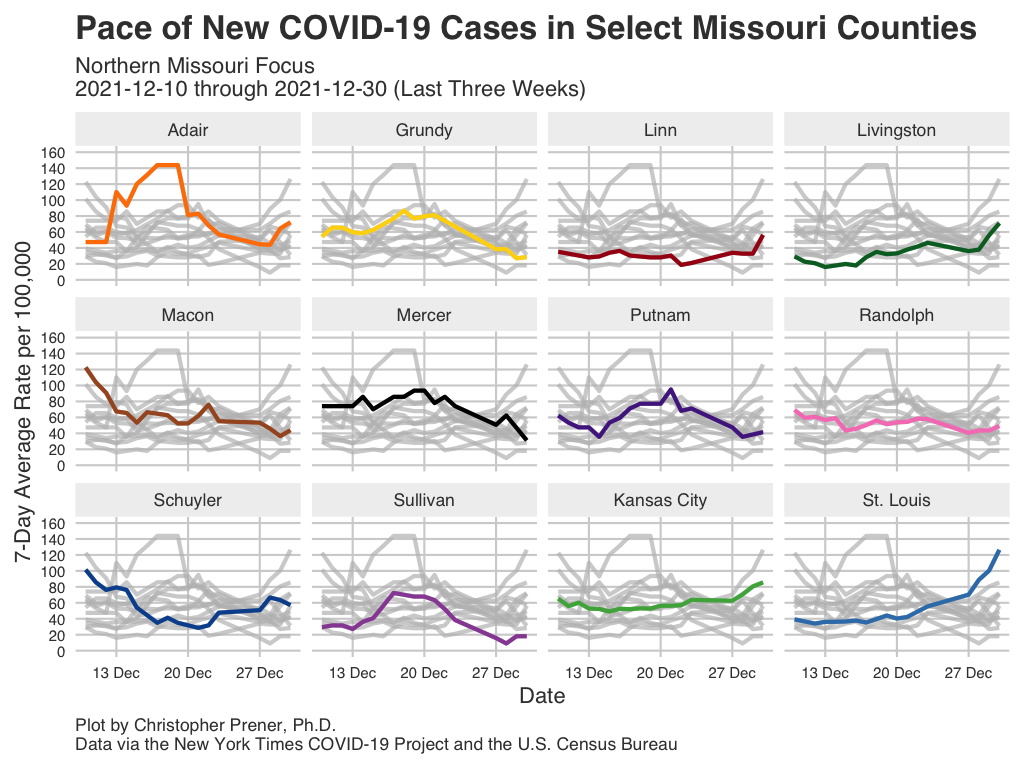 Pace of New COVID-19 Cases in Select Missouri Counties
Northern Missouri Focus
2021-12-10 through 2021-12-30 (Last Three Weeks)
Adair
Grundy
Linn
Livingston
160
140
120
100
80
60
40
20
0
Macon
Mercer
Putnam
Randolph
160
140
120
100
80
60
40
20
0
Schuyler
Sullivan
Kansas City
St. Louis
160
140
120
100
80
60
40
20
0
7-Day Average Rate per 100,000
13 Dec 20 Dec 27 Dec
13 Dec 20 Dec 27 Dec
13 Dec 20 Dec 27 Dec
13 Dec 20 Dec 27 Dec
Date
Plot by Christopher Prener, Ph.D.
Data via the New York Times COVID-19 Project and the U.S. Census Bureau